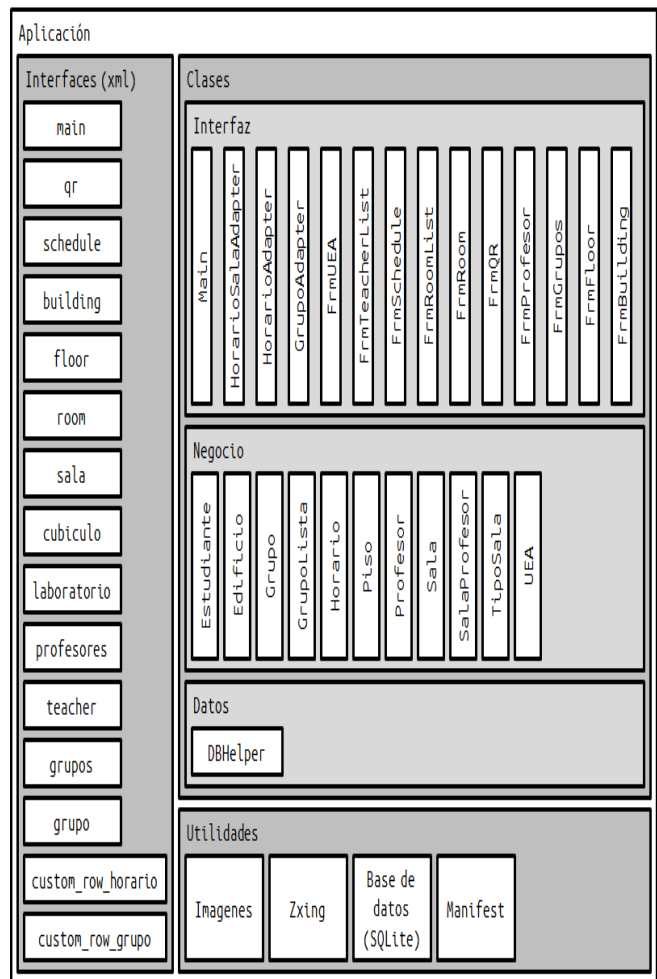 Aplicación
Interfaces (xml)
main
qr
schedule
building
floor
room
sala
cubiculo
laboratorio
profesores
teacher
grupos
grupo
custom_row_horario
custom_row_grupo
Clases
Interfaz
Main
HorarioSalaAdapter
HorarioAdapter
GrupoAdapter
FrmUEA
FrmTeacherList
FrmSchedule
FrmRoomList
FrmRoom
FrmQR
FrmProfesor
FrmGrupos
FrmFloor
FrmBuilding
Negocio
Estudiante
Edificio
Grupo
GrupoLista
Horario
Piso
Profesor
Sala
SalaProfesor
TipoSala
UEA
Datos
DBHelper
Utilidades
Imagenes
Zxing
Base de
datos
(SQLite)
Manifest